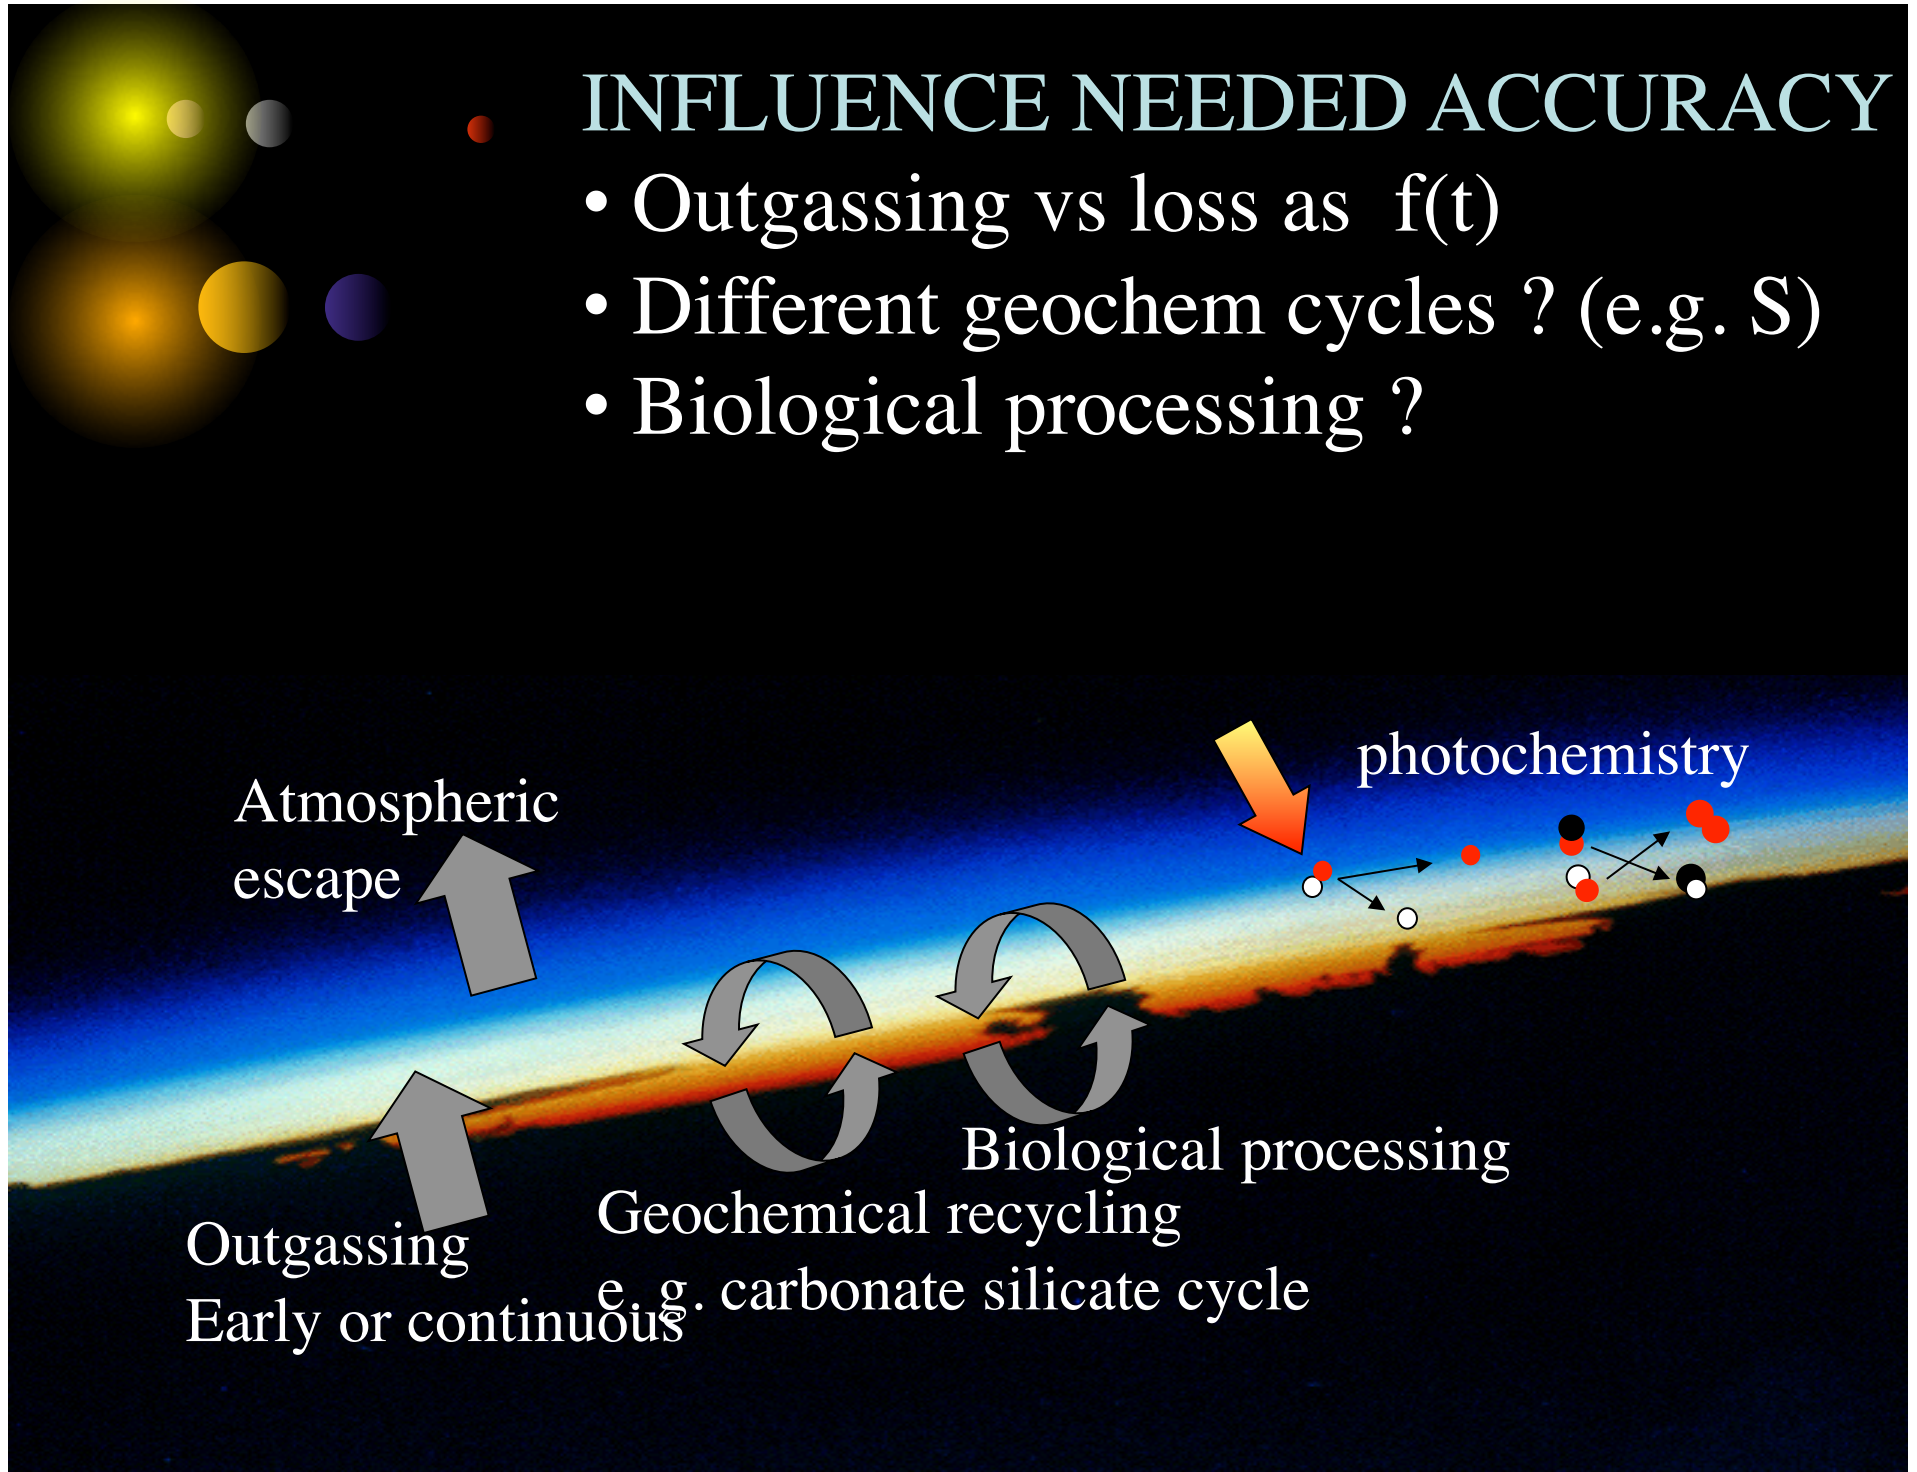 INFLUENCE NEEDED ACCURACY
• Outgassing vs loss as f(t)
• Different geochem cycles ? (e.g. S)
• Biological processing ?
photochemistry
Atmospheric
escape
Biological processing
Geochemical recycling
e. g. carbonate silicate cycle
Outgassing
Early or continuous